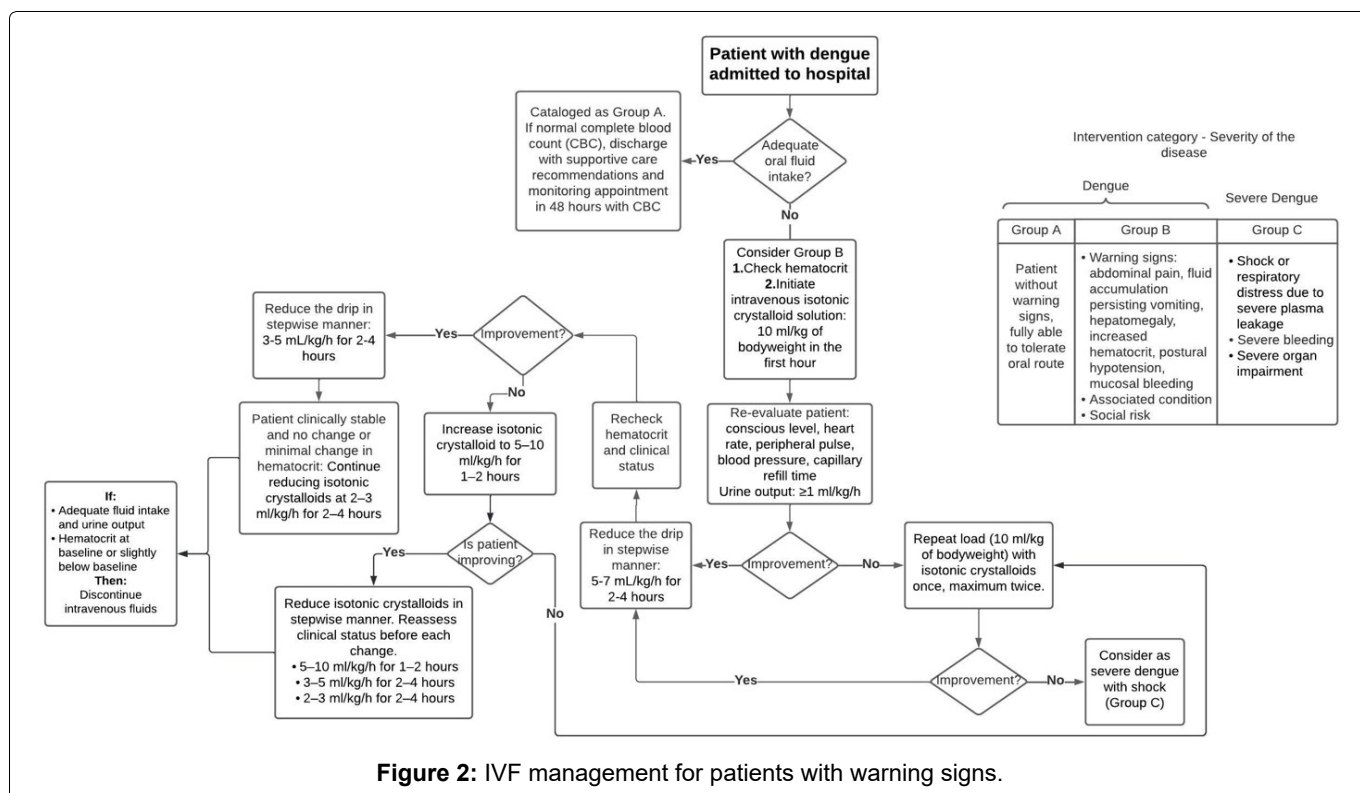 Patient with dengue
admitted to hospital
Cataloged as Group A.
If normal complete blood
count (CBC), discharge
with supportive care
recommendations and
monitoring appointment
in 48 hours with CBC
Yes
Adequate
oral fluid
intake?
No
Consider Group B
1.Check hematocrit
2.Initiate
intravenous isotonic
crystalloid solution:
10 ml/kg of
bodyweight in the
first hour
Re-evaluate patient:
conscious level, heart
rate, peripheral pulse,
blood pressure, capillary
refill time
Urine output: ≥1 ml/kg/h
Improvement?
Yes
No
Reduce the drip
in stepwise
manner:
5-7 mL/kg/h for
2-4 hours
Recheck
hematocrit
and clinical
status
Improvement?
Yes
No
Reduce the drip in
stepwise manner:
3-5 mL/kg/h for 2-4
hours
Patient clinically stable
and no change or
minimal change in
hematocrit: Continue
reducing isotonic
crystalloids at 2–3
ml/kg/h for 2–4 hours
Increase isotonic
crystalloid to 5–10
ml/kg/h for
1–2 hours
Is patient
improving?
Yes
No
Reduce isotonic crystalloids in
stepwise manner. Reassess
clinical status before each
change.
• 5–10 ml/kg/h for 1–2 hours
• 3–5 ml/kg/h for 2–4 hours
• 2–3 ml/kg/h for 2–4 hours
If:
• Adequate fluid intake
and urine output
• Hematocrit at
baseline or slightly
below baseline
Then:
Discontinue
intravenous fluids
Repeat load (10 ml/kg
of bodyweight) with
isotonic crystalloids
once, maximum twice.
Improvement?
Yes
No
Consider as
severe dengue
with shock
(Group C)
Intervention category - Severity of the
disease
Dengue
Severe Dengue
Group A
Group B
Group C
Patient
without
warning
signs,
fully able
to tolerate
oral route
• Warning signs:
abdominal pain, fluid
accumulation
persisting vomiting,
hepatomegaly,
increased
hematocrit, postural
hypotension,
mucosal bleeding
• Associated condition
• Social risk
• Shock or
respiratory
distress due to
severe plasma
leakage
• Severe bleeding
• Severe organ
impairment
Figure 2: IVF management for patients with warning signs.